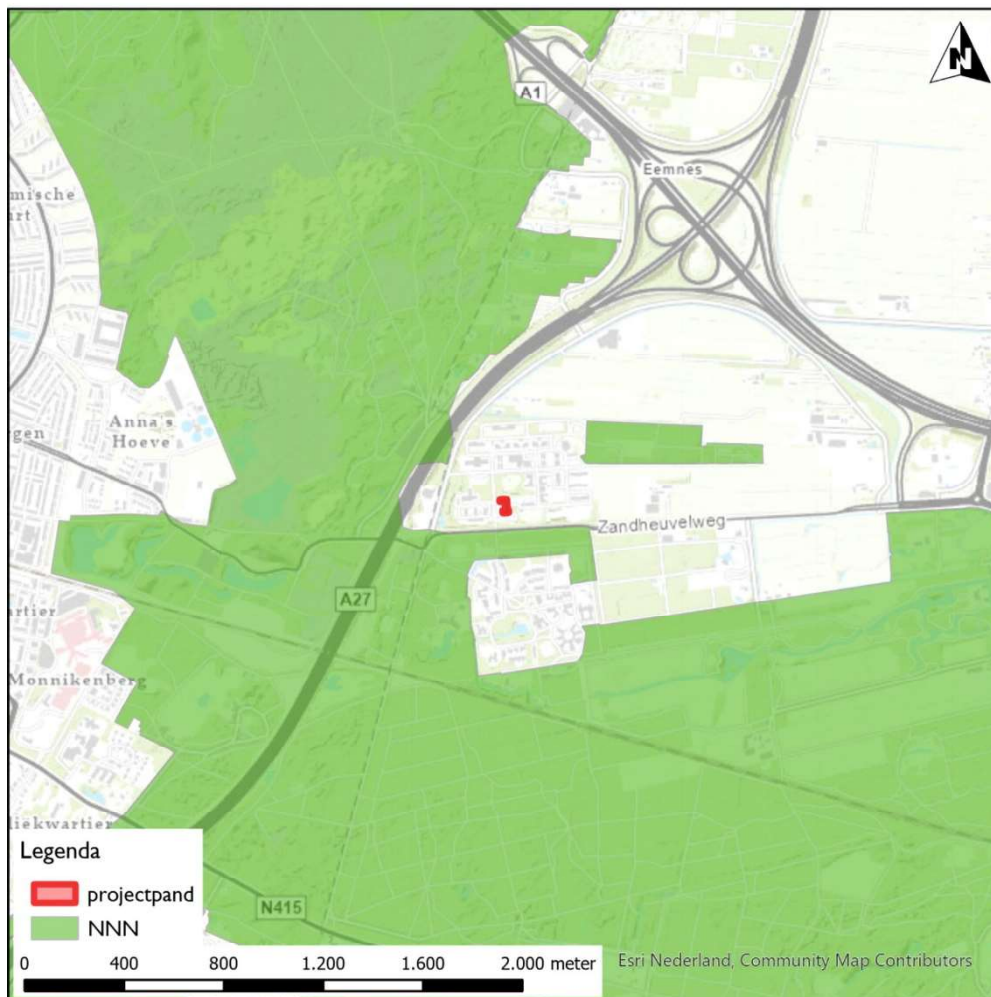 N
A1
Eemnes
mische
irt
Anna's
Hoeve
gen
Zandheuvelweg
A27
artier
Monnikenberg
liekwartier
N415
Legenda
projectpand
NNN
0 400 800 1.200 1.600 2.000 meter
Esri Nederland, Community Map Contributors